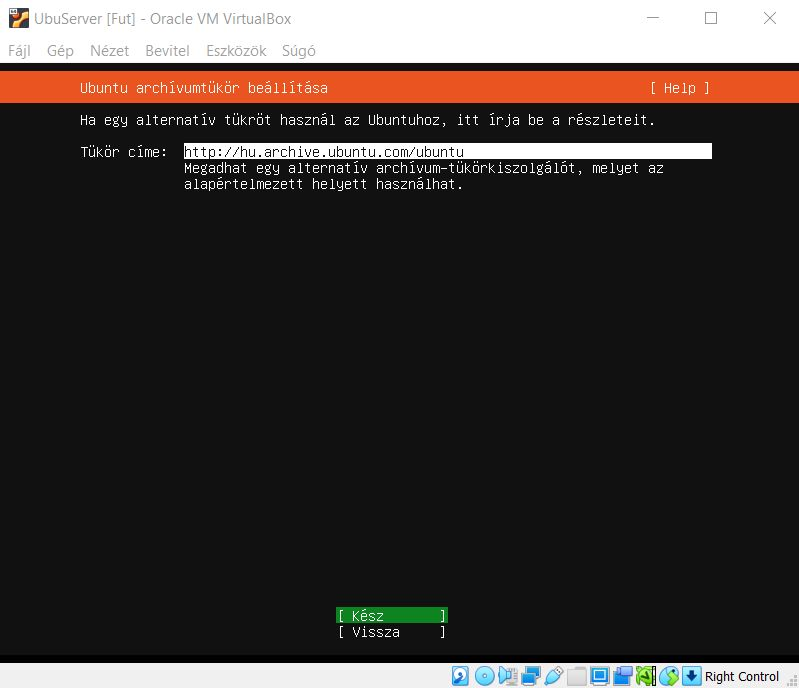 UbuServer [Fut] - Oracle VM VirtualBox
Fájl Gép Nézet Bevitel Eszközök Súgó
Ubuntu archívumtükör beállítása [ Help ]
Ha egy alternatív tükröt használ az Ubuntuhoz, itt írja be a részleteit.
Tükör címe: http://hu.archive.ubuntu.com/ubuntu
Megadhat egy alternatív archívum-tükörkiszolgálót, melyet az
alapértelmezett helyett használhat.
[ Kész ]
[ Vissza ]
Right Control